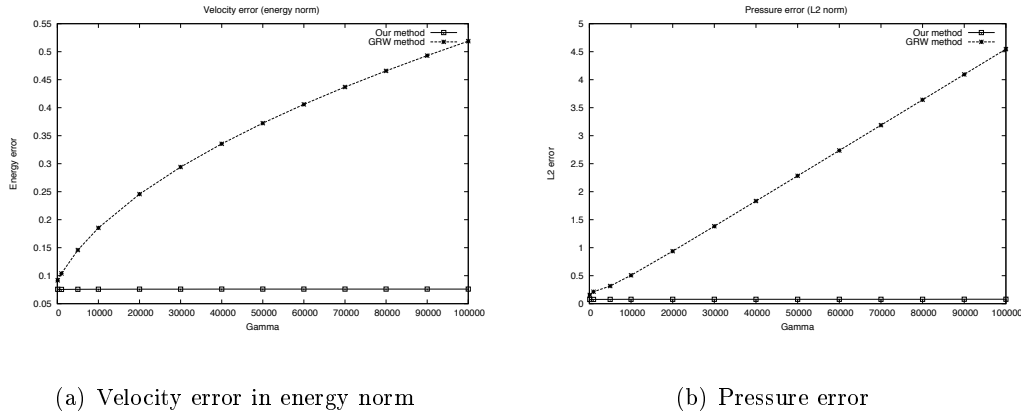 Velocity error (energy norm)
Our method
GRW method
0.55
0.5
0.45
0.4
0.35
0.3
0.25
0.2
0.15
0.1
0.05
Energy error
0 10000 20000 30000 40000 50000 60000 70000 80000 90000 100000
Gamma
(a) Velocity error in energy norm
Pressure error (L2 norm)
Our method
GRW method
5
4.5
4
3.5
3
2.5
2
1.5
1
0.5
0
L2 error
0 10000 20000 30000 40000 50000 60000 70000 80000 90000 100000
Gamma
(b) Pressure error